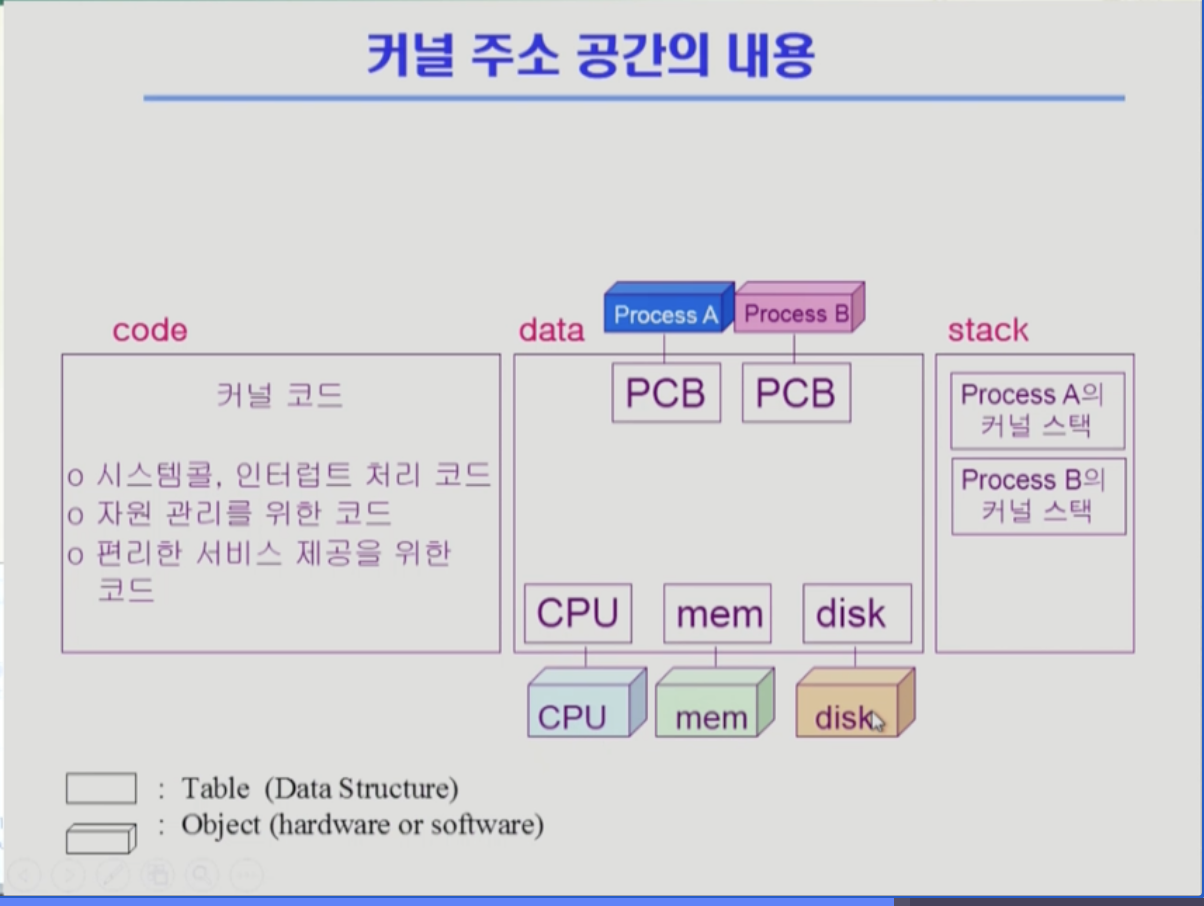 커널 주소 공간의 내용
code
커널 코드
o 시스템콜, 인터럽트 처리 코드
o 자원 관리를 위한 코드
o 편리한 서비스 제공을 위한
코드
data
Process A
Process B
PCB
PCB
CPU
mem
disk
CPU
mem
disk
stack
Process A의
커널 스택
Process B의
커널 스택
: Table (Data Structure)
: Object (hardware or software)